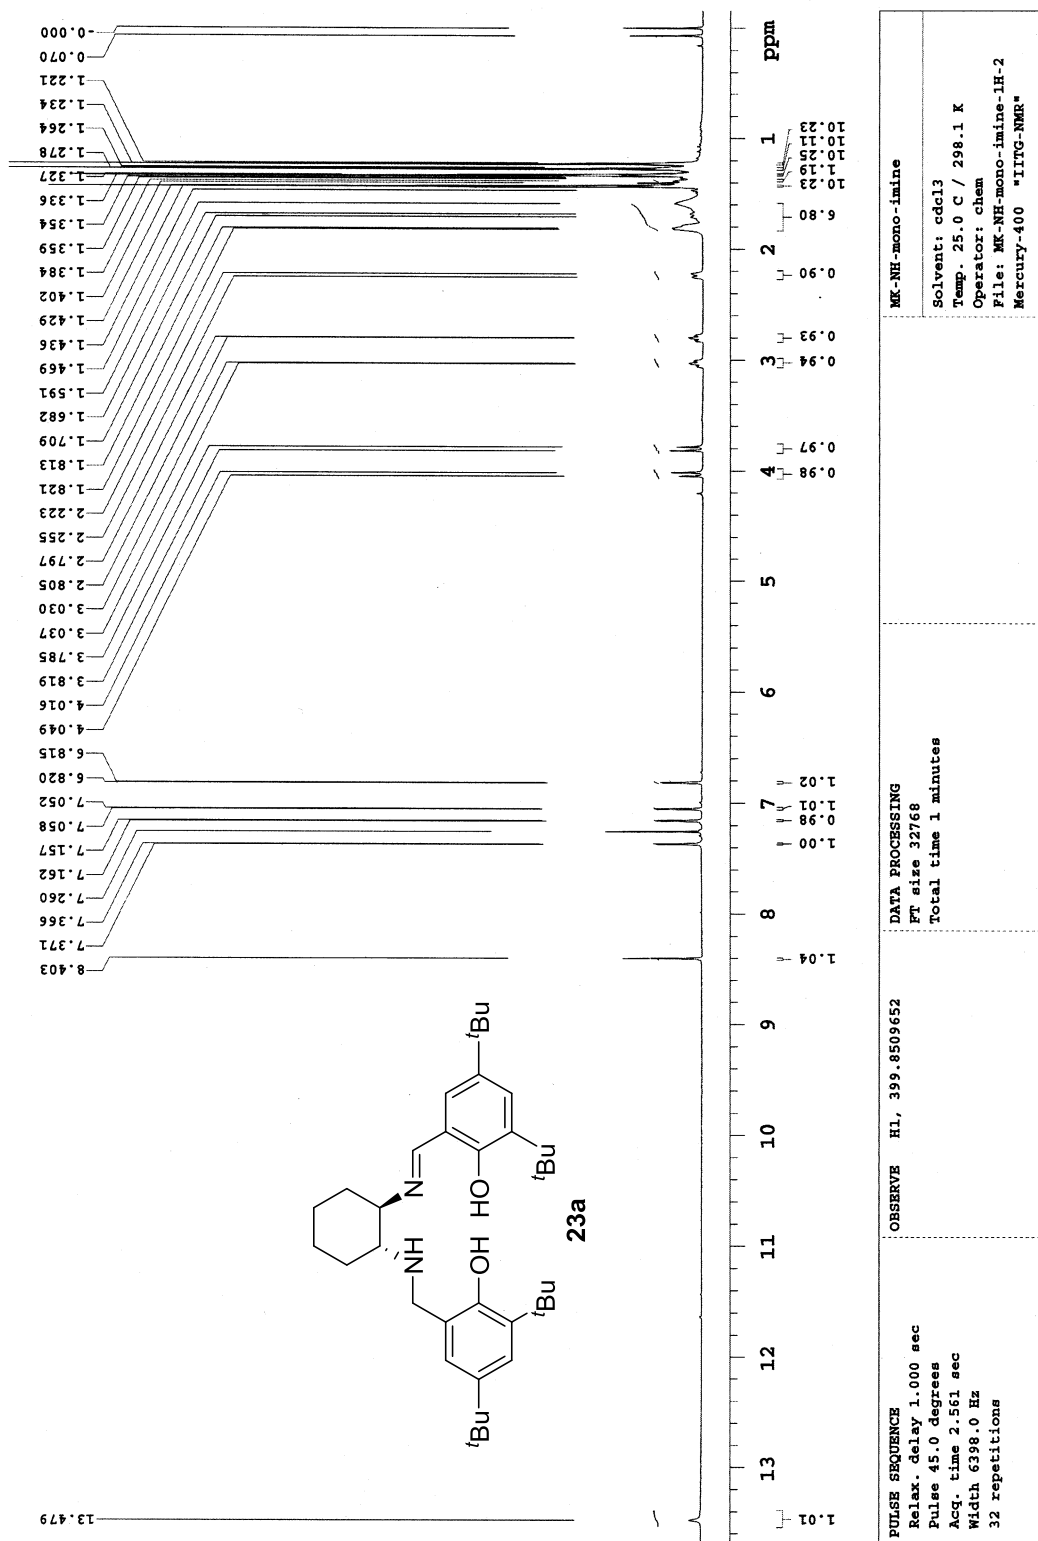 -0.000
0.070
1.221
1.234
1.264
1.278
1.327
1.336
1.354
1.359
1.384
1.402
1.429
1.436
1.469
1.591
1.682
1.709
1.813
1.821
2.223
2.255
2.797
2.805
3.030
3.037
3.785
3.819
4.016
4.049
6.815
6.820
7.052
7.058
7.157
7.162
7.260
7.366
7.371
8.403
13.479
N
NH
OH HO
tBu
tBu
tBu
tBu
23a
1 2 3 4 5 6 7 8 9 10 11 12 13 ppm
10.23
10.11
10.25
1.19
10.23
6.80
0.90
0.93
0.94
0.97
0.98
1.02
1.01
0.98
1.00
1.04
1.01
PULSE SEQUENCE
Relax. delay 1.000 sec
Pulse 45.0 degrees
Acq. time 2.561 sec
Width 6398.0 Hz
32 repetitions
OBSERVE H1, 399.8509652
DATA PROCESSING
FT size 32768
Total time 1 minutes
MK-NH-mono-imine
Solvent: cdcl3
Temp. 25.0 C / 298.1 K
Operator: chem
File: MK-NH-mono-imine-1H-2
Mercury-400 "IITG-NMR"